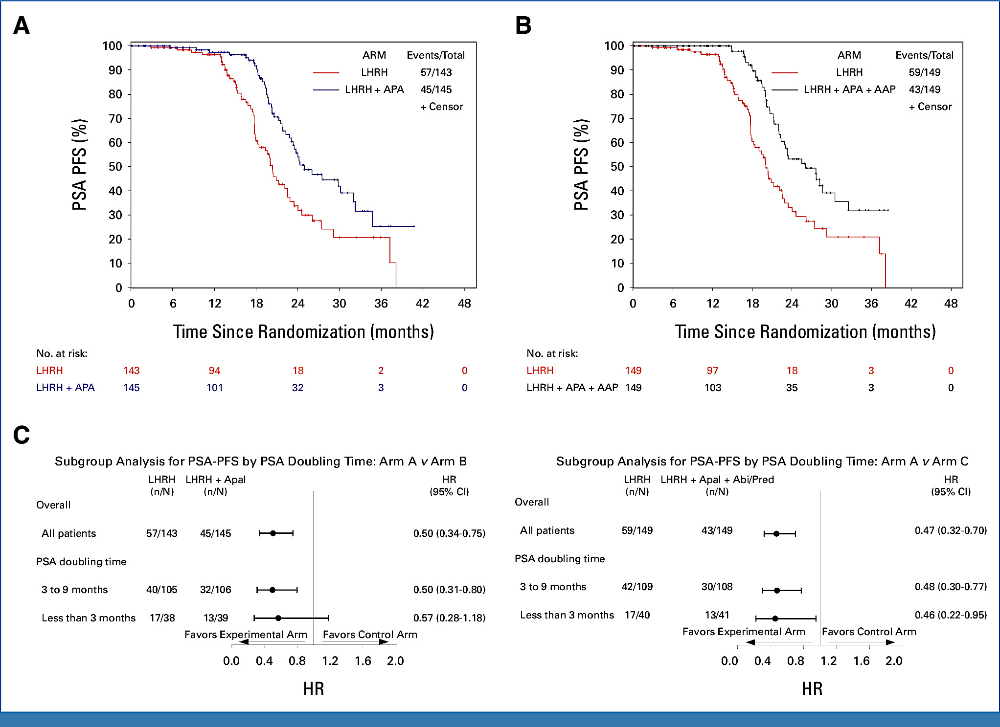 A
100
90
80
70
60
50
40
30
20
10
0
PSA PFS (%)
ARM Events/Total
LHRH 57/143
LHRH + APA 45/145
+ Censor
0 6 12 18 24 30 36 42 48
Time Since Randomization (months)
No. at risk:
LHRH 143 94 18 2 0
LHRH + APA 145 101 32 3 0
B
100
90
80
70
60
50
40
30
20
10
0
PSA PFS (%)
ARM Events/Total
LHRH 59/149
LHRH + APA + AAP 43/149
+ Censor
0 6 12 18 24 30 36 42 48
Time Since Randomization (months)
No. at risk:
LHRH 149 97 18 3 0
LHRH + APA + AAP 149 103 35 3 0
C
Subgroup Analysis for PSA-PFS by PSA Doubling Time: Arm A v Arm B
LHRH LHRH + Apal HR
(n/N) (n/N) (95% CI)
Overall
All patients 57/143 45/145 0.50 (0.34-0.75)
PSA doubling time
3 to 9 months 40/105 32/106 0.50 (0.31-0.80)
Less than 3 months 17/38 13/39 0.57 (0.28-1.18)
Favors Experimental Arm Favors Control Arm
0.0 0.4 0.8 1.2 1.6 2.0
HR
Subgroup Analysis for PSA-PFS by PSA Doubling Time: Arm A v Arm C
LHRH LHRH + Apal + Abi/Pred HR
(n/N) (n/N) (95% CI)
Overall
All patients 59/149 43/149 0.47 (0.32-0.70)
PSA doubling time
3 to 9 months 42/109 30/108 0.48 (0.30-0.77)
Less than 3 months 17/40 13/41 0.46 (0.22-0.95)
Favors Experimental Arm Favors Control Arm
0.0 0.4 0.8 1.2 1.6 2.0
HR